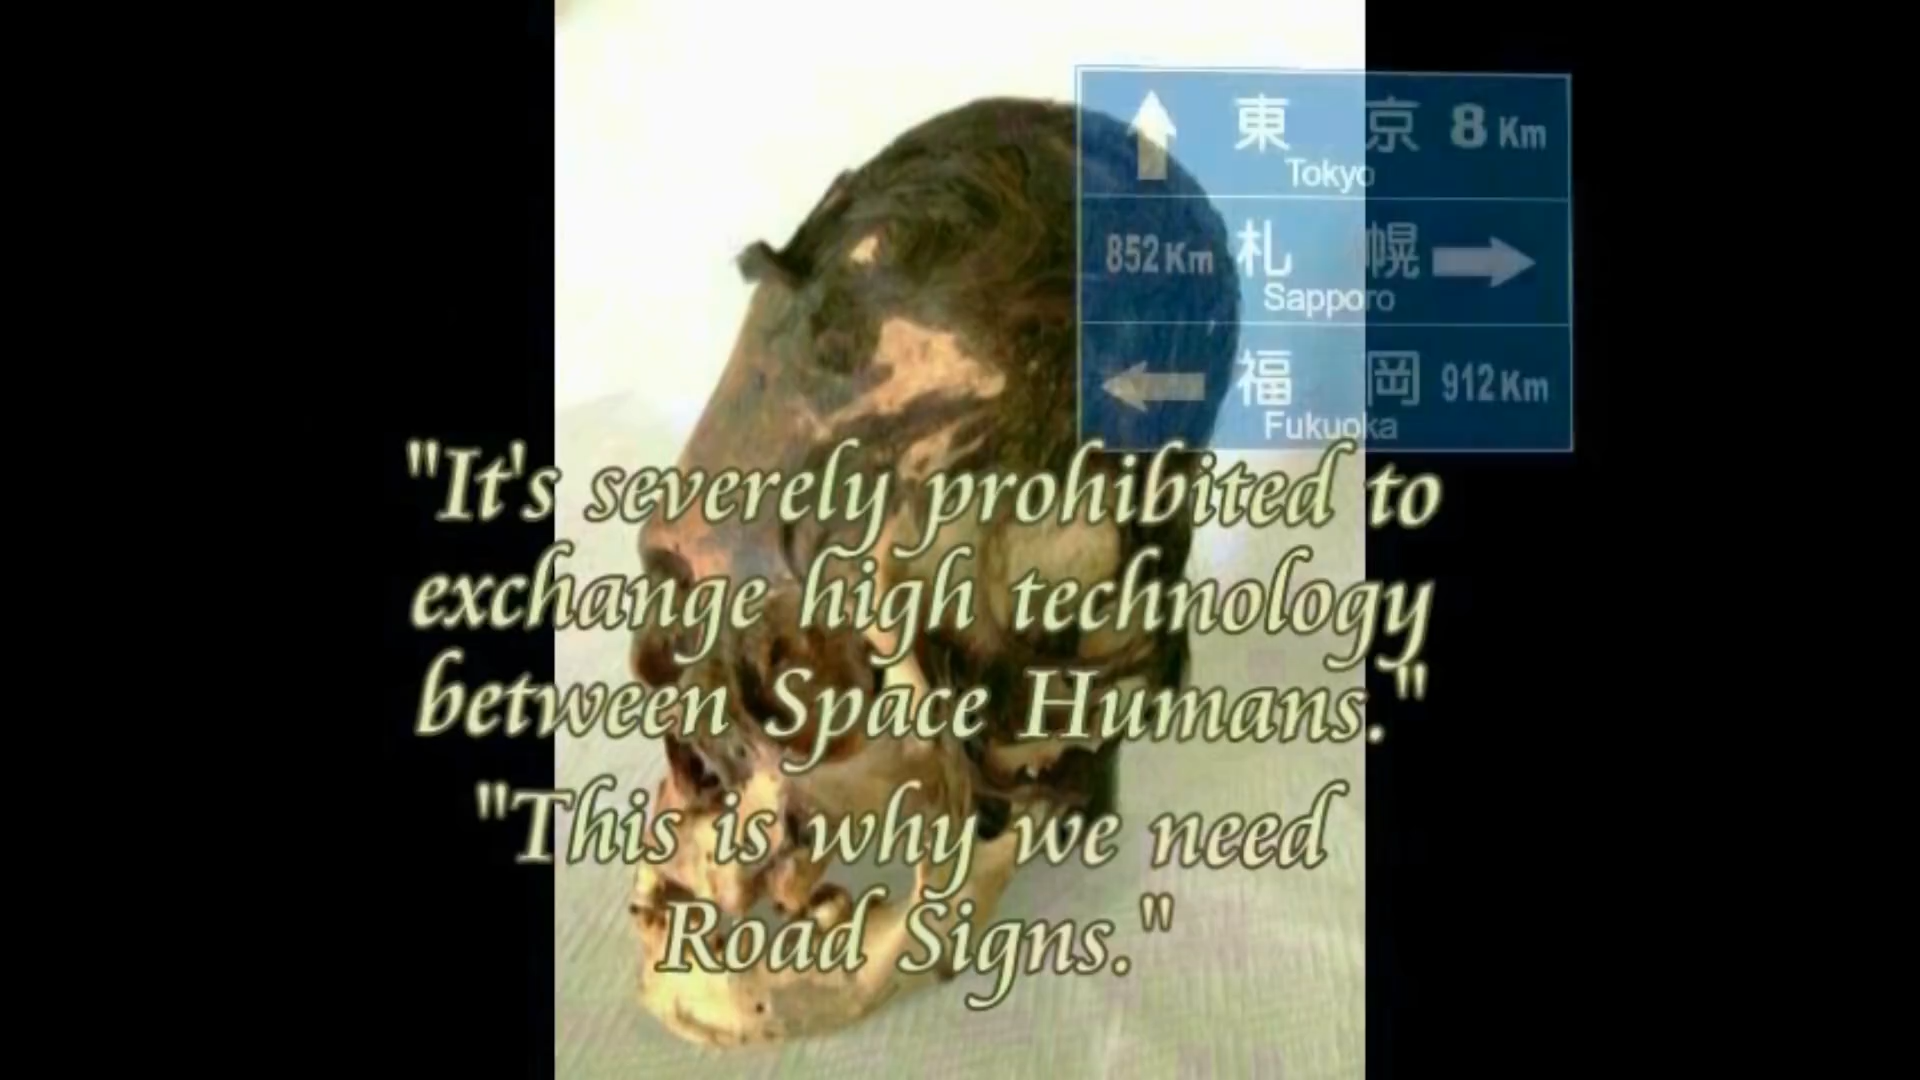 東京 8 Km
Tokyo
852 Km 札幌
Sapporo
福岡 912 Km
Fukuoka
"It's severely prohibited to
exchange high technology
between Space Humans."
"This is why we need
Road Signs."